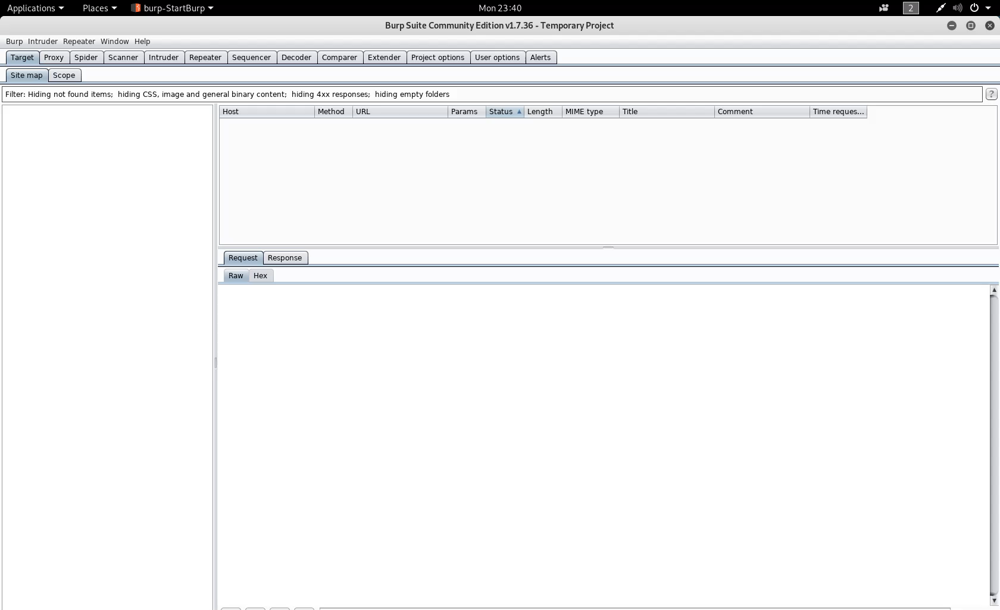 Applications Places burp-StartBurp Mon 23:40 2
Burp Suite Community Edition v1.7.36 - Temporary Project
Burp Intruder Repeater Window Help
Target Proxy Spider Scanner Intruder Repeater Sequencer Decoder Comparer Extender Project options User options Alerts
Site map Scope
Filter: Hiding not found items; hiding CSS, image and general binary content; hiding 4xx responses; hiding empty folders ?
Host Method URL Params Status Length MIME type Title Comment Time reques...
Request Response
Raw Hex